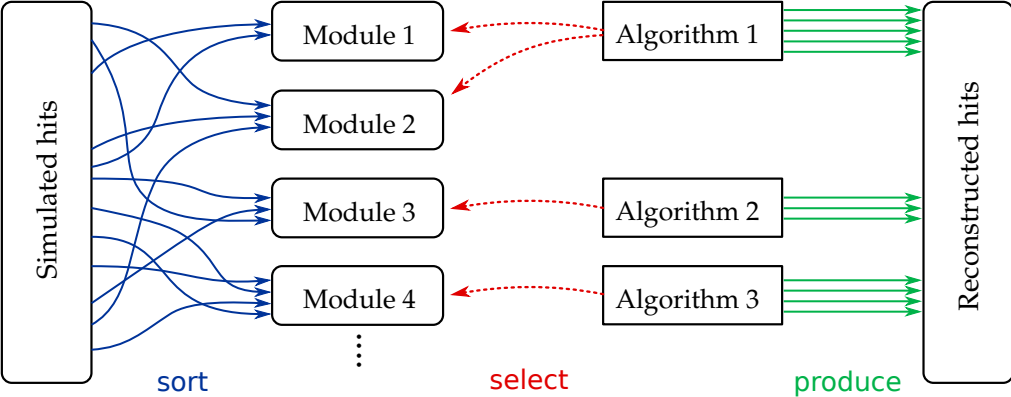 Simulated hits
Module 1
Module 2
Module 3
Module 4
Algorithm 1
Algorithm 2
Algorithm 3
Reconstructed hits
sort
select
produce